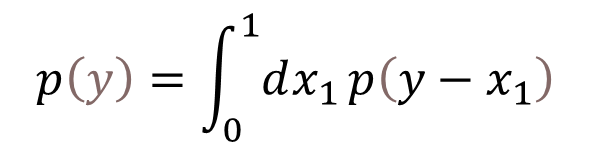 p(y) = ∫₀¹ dx₁ p(y − x₁)